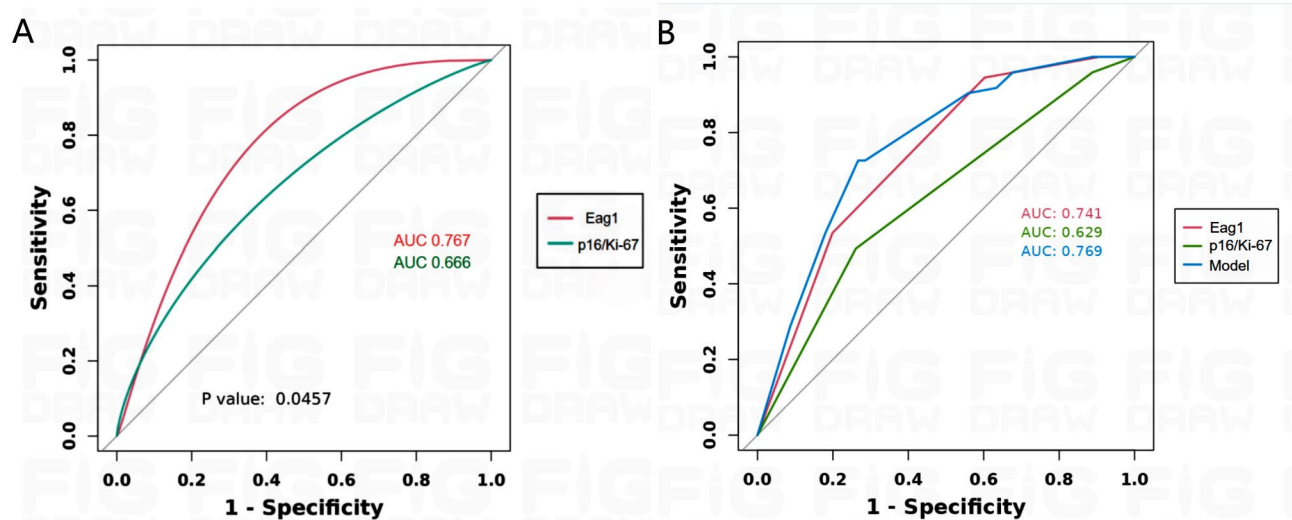 A
Sensitivity
1.0
0.8
0.6
0.4
0.2
0.0
AUC 0.767
AUC 0.666
P value: 0.0457
0.0 0.2 0.4 0.6 0.8 1.0
1 - Specificity
Eag1
p16/Ki-67
B
Sensitivity
1.0
0.8
0.6
0.4
0.2
0.0
AUC: 0.741
AUC: 0.629
AUC: 0.769
0.0 0.2 0.4 0.6 0.8 1.0
1 - Specificity
Eag1
p16/Ki-67
Model
FIG
DRAW